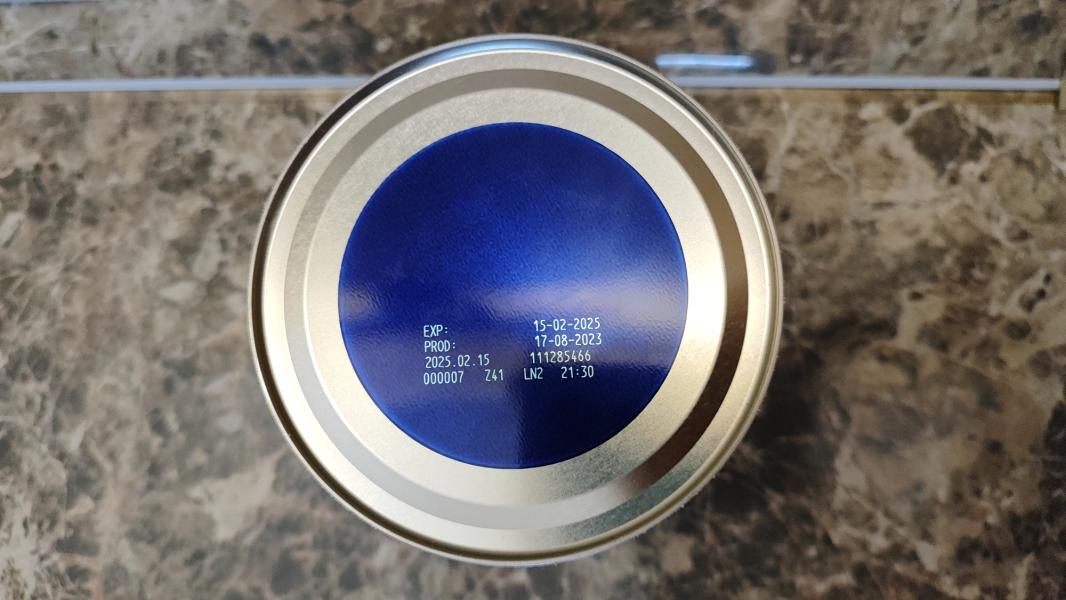 EXP: 15-02-2025
PROD: 17-08-2023
2025.02.15 111285466
000007 Z41 LN2 21:30